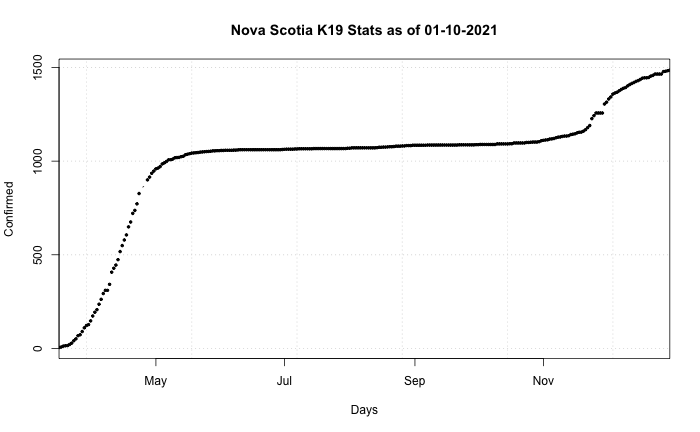 Nova Scotia K19 Stats as of 01-10-2021
Confirmed
1500
1000
500
0
May Jul Sep Nov
Days